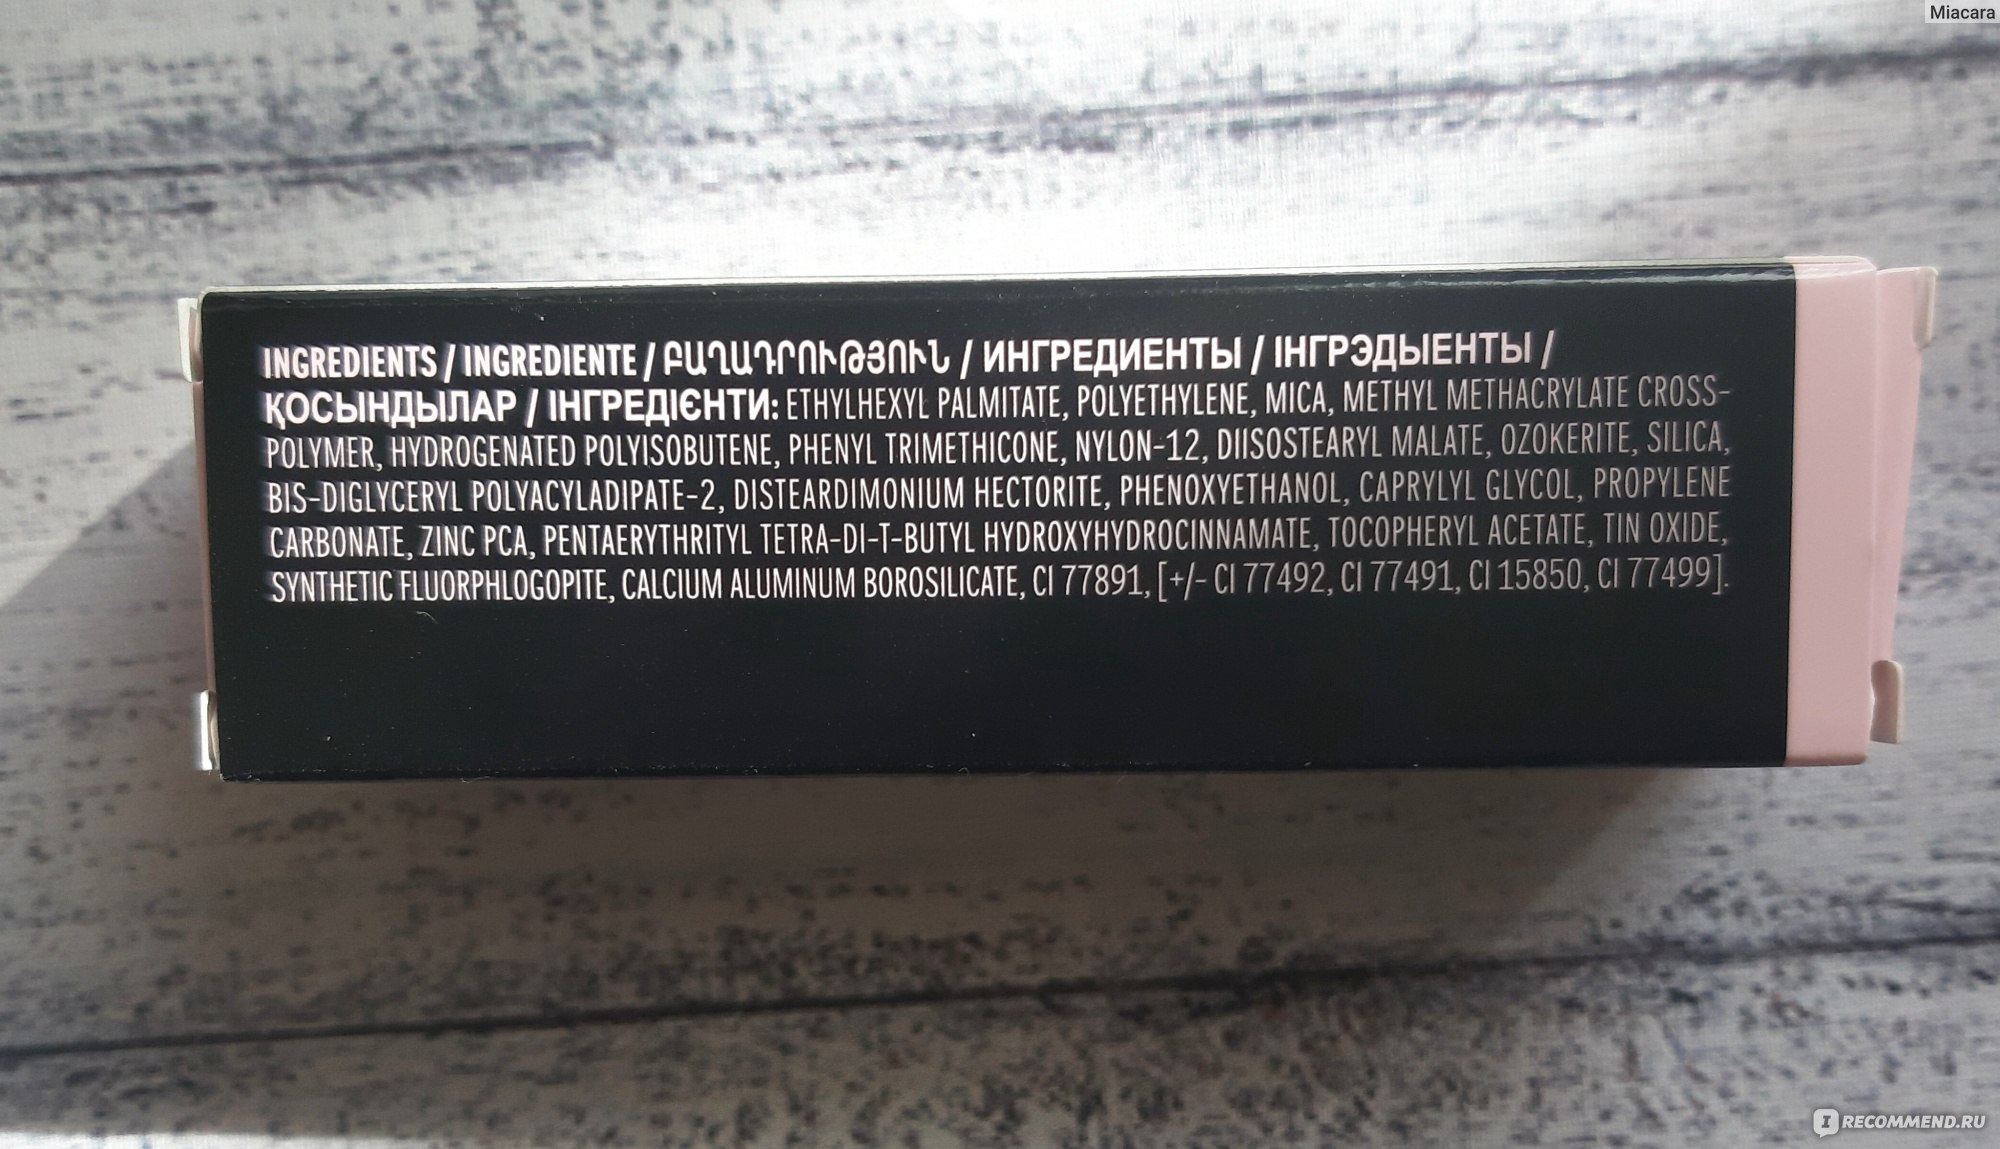 Miacara
INGREDIENTS / INGREDIENTE / ԲԱՂԱԴՐՈՒԹՅՈՒՆ / ИНГРЕДИЕНТЫ / ІНГРЭДЫЕНТЫ /
ҚОСЫНДЫЛАР / ІНГРЕДІЄНТИ: ETHYLHEXYL PALMITATE, POLYETHYLENE, MICA, METHYL METHACRYLATE CROSS-
POLYMER, HYDROGENATED POLYISOBUTENE, PHENYL TRIMETHICONE, NYLON-12, DIISOSTEARYL MALATE, OZOKERITE, SILICA,
BIS-DIGLYCERYL POLYACYLADIPATE-2, DISTEARDIMONIUM HECTORITE, PHENOXYETHANOL, CAPRYLYL GLYCOL, PROPYLENE
CARBONATE, ZINC PCA, PENTAERYTHRITYL TETRA-DI-T-BUTYL HYDROXYHYDROCINNAMATE, TOCOPHERYL ACETATE, TIN OXIDE,
SYNTHETIC FLUORPHLOGOPITE, CALCIUM ALUMINUM BOROSILICATE, CI 77891, [+/- CI 77492, CI 77491, CI 15850, CI 77499].
I RECOMMEND.RU